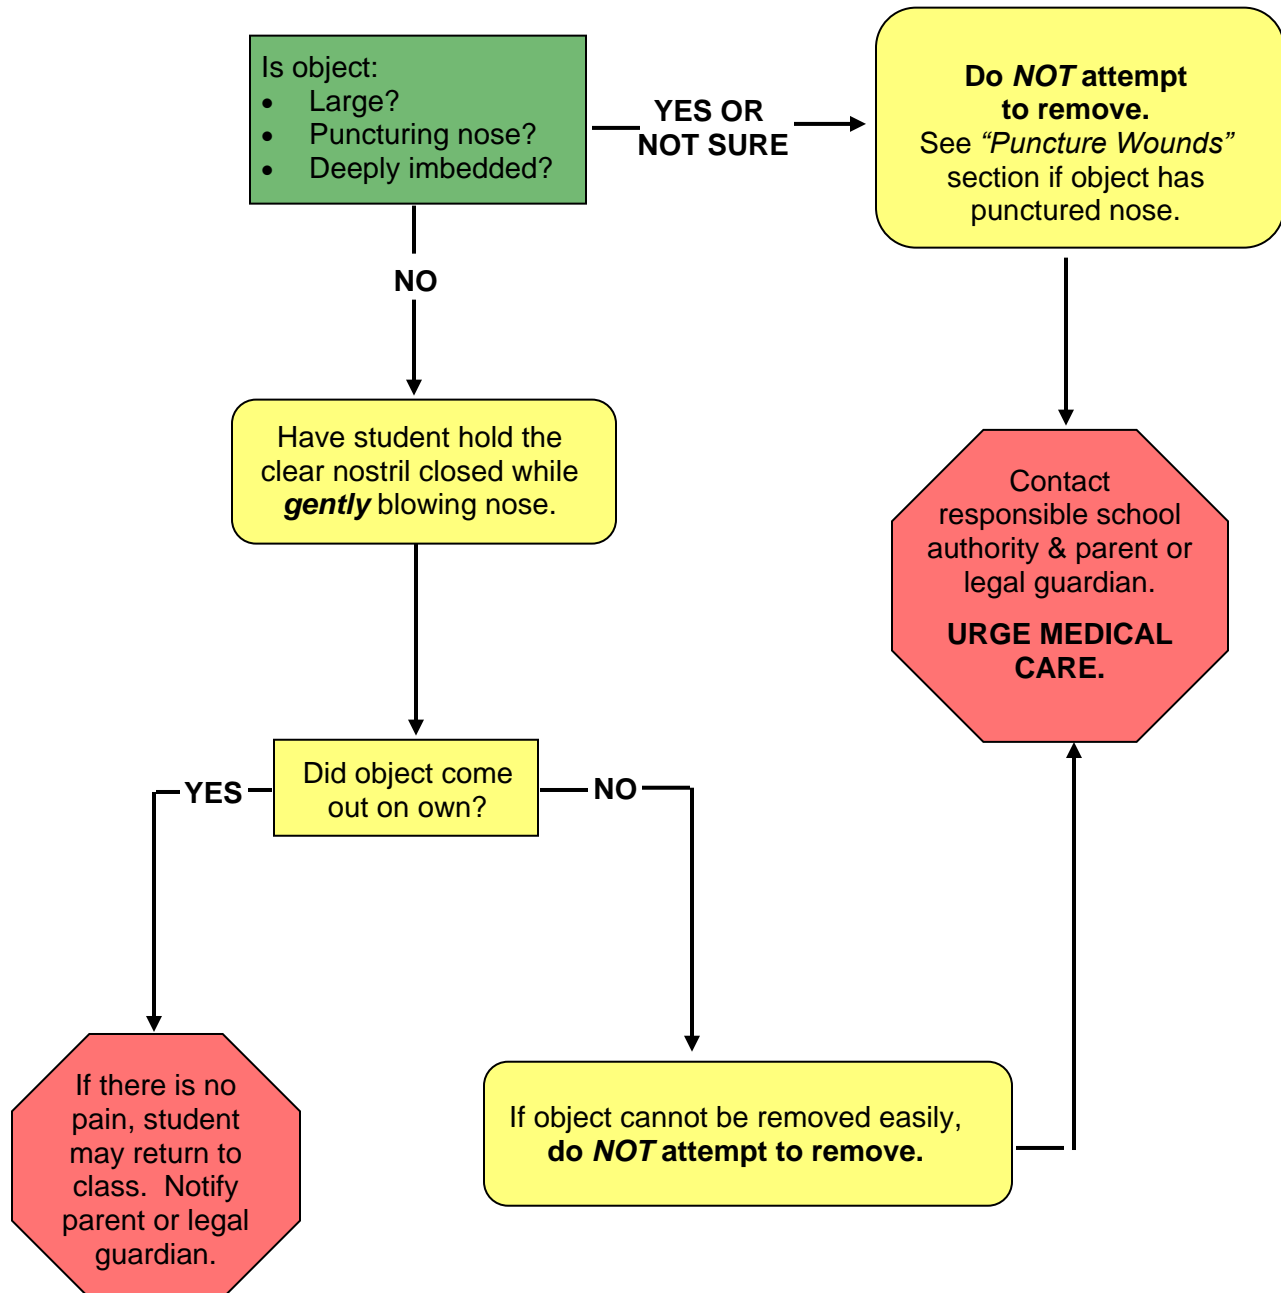 Is object:
• Large?
• Puncturing nose?
• Deeply imbedded?
YES OR
NOT SURE
Do NOT attempt
to remove.
See “Puncture Wounds”
section if object has
punctured nose.
NO
Have student hold the
clear nostril closed while
gently blowing nose.
Contact
responsible school
authority & parent or
legal guardian.
URGE MEDICAL
CARE.
Did object come
out on own?
YES
NO
If there is no
pain, student
may return to
class.  Notify
parent or legal
guardian.
If object cannot be removed easily,
do NOT attempt to remove.